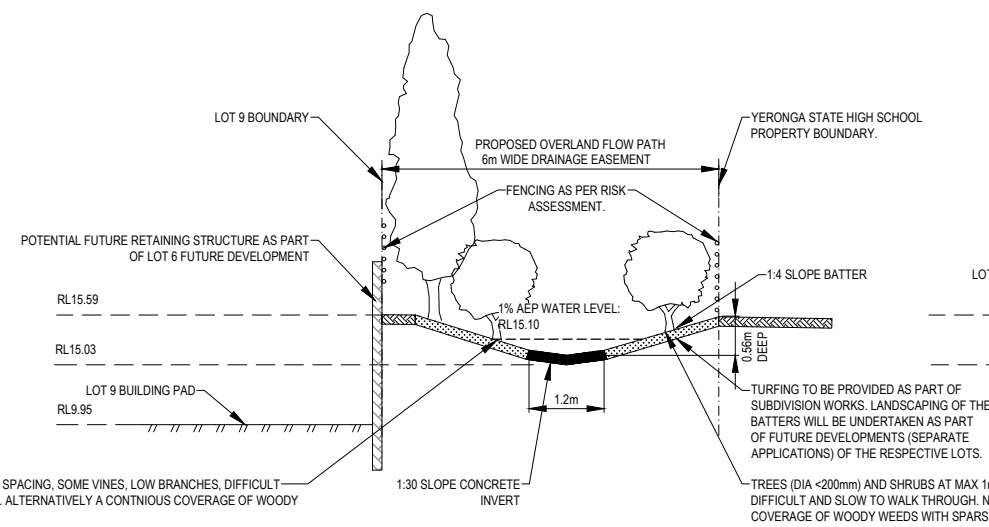 LOT 9 BOUNDARY
YERONGA STATE HIGH SCHOOL
PROPERTY BOUNDARY.
PROPOSED OVERLAND FLOW PATH
6m WIDE DRAINAGE EASEMENT
FENCING AS PER RISK
ASSESSMENT.
POTENTIAL FUTURE RETAINING STRUCTURE AS PART
OF LOT 6 FUTURE DEVELOPMENT
1:4 SLOPE BATTER
LOT
RL15.59
1% AEP WATER LEVEL:
RL15.10
0.56m
DEEP
RL15.03
LOT 9 BUILDING PAD
RL9.95
1.2m
TURFING TO BE PROVIDED AS PART OF
SUBDIVISION WORKS. LANDSCAPING OF THE
BATTERS WILL BE UNDERTAKEN AS PART
OF FUTURE DEVELOPMENTS (SEPARATE
APPLICATIONS) OF THE RESPECTIVE LOTS.
SPACING, SOME VINES, LOW BRANCHES, DIFFICULT
ALTERNATIVELY A CONTNIOUS COVERAGE OF WOODY
1:30 SLOPE CONCRETE
INVERT
TREES (DIA <200mm) AND SHRUBS AT MAX 1m
DIFFICULT AND SLOW TO WALK THROUGH. N
COVERAGE OF WOODY WEEDS WITH SPARS